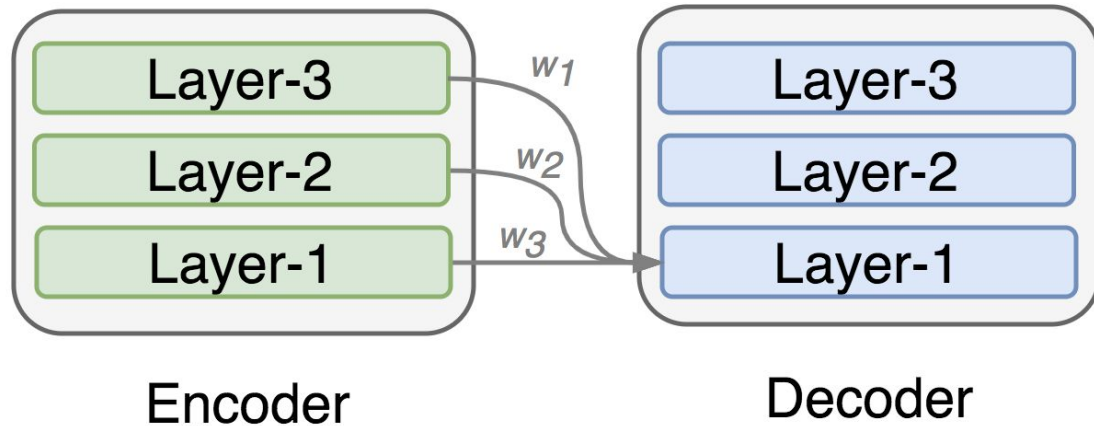 Layer-3
Layer-2
Layer-1
Encoder
w1
w2
w3
Layer-3
Layer-2
Layer-1
Decoder